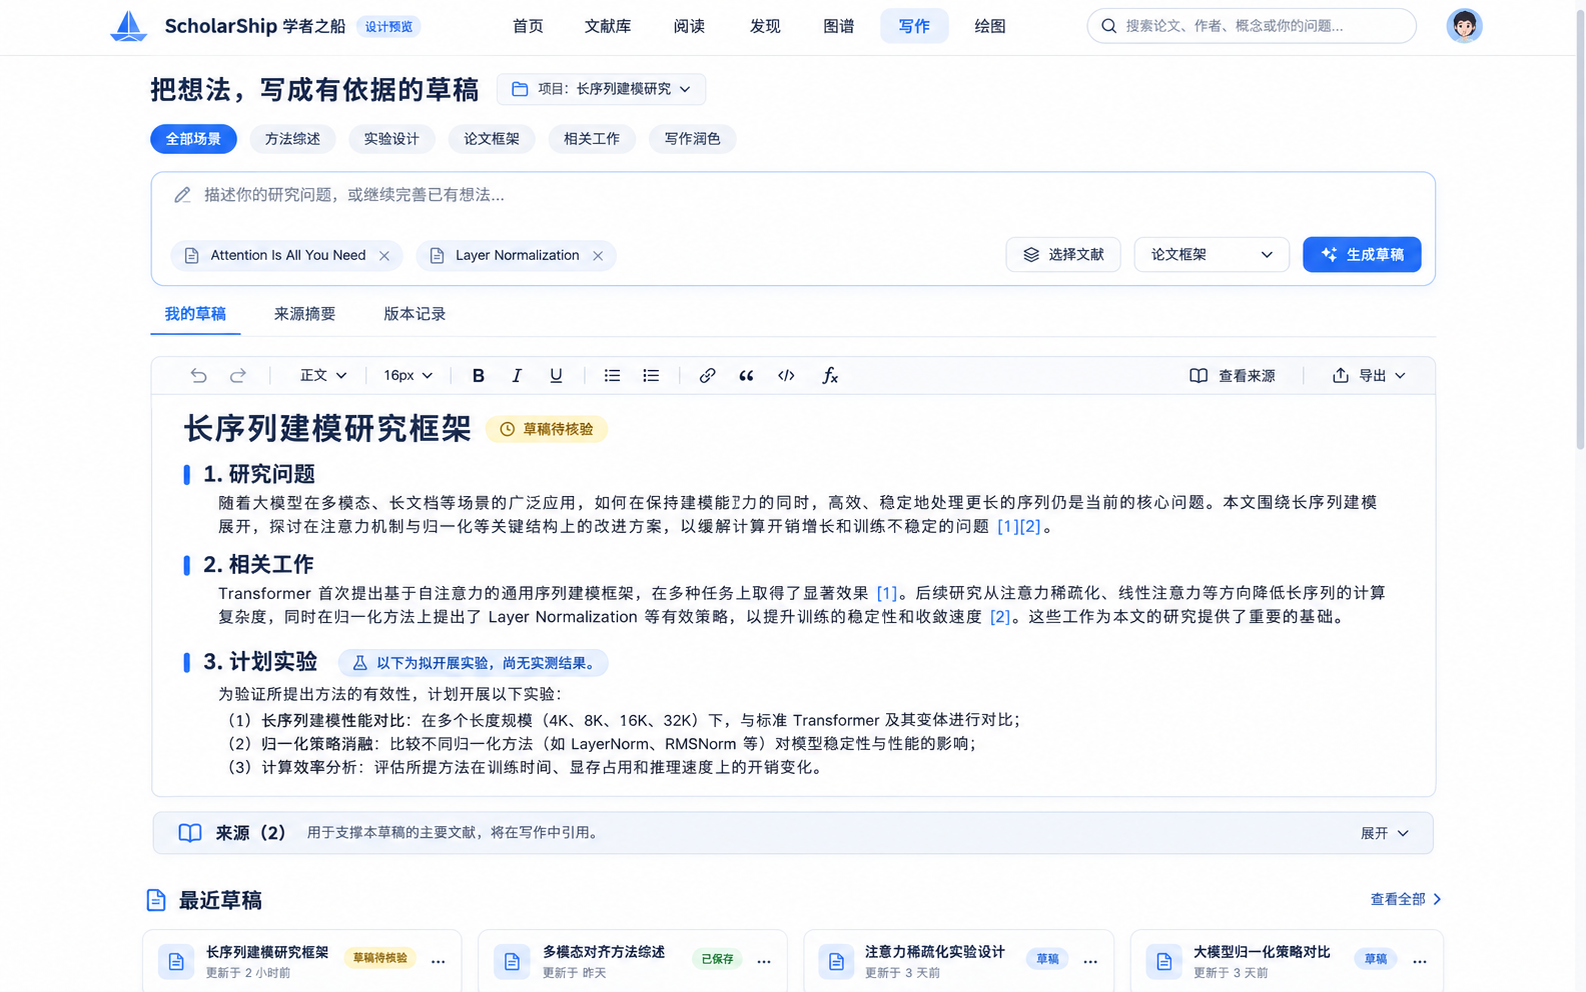 ScholarShip 学者之船 设计预览 首页 文献库 阅读 发现 图谱 写作 绘图 搜索论文、作者、概念或你的问题...
把想法，写成有依据的草稿 项目：长序列建模研究
全部场景 方法综述 实验设计 论文框架 相关工作 写作润色
描述你的研究问题，或继续完善已有想法...
Attention Is All You Need Layer Normalization 选择文献 论文框架 生成草稿
我的草稿 来源摘要 版本记录
正文 16px B I U fx 查看来源 导出
长序列建模研究框架 草稿待核验
1. 研究问题
随着大模型在多模态、长文档等场景的广泛应用，如何在保持建模能力的同时，高效、稳定地处理更长的序列仍是当前的核心问题。本文围绕长序列建模
展开，探讨在注意力机制与归一化等关键结构上的改进方案，以缓解计算开销增长和训练不稳定的问题 [1][2]。
2. 相关工作
Transformer 首次提出基于自注意力的通用序列建模框架，在多种任务上取得了显著效果 [1]。后续研究从注意力稀疏化、线性注意力等方向降低长序列的计算
复杂度，同时在归一化方法上提出了 Layer Normalization 等有效策略，以提升训练的稳定性和收敛速度 [2]。这些工作为本文的研究提供了重要的基础。
3. 计划实验 以下为拟开展实验，尚无实测结果。
为验证所提出方法的有效性，计划开展以下实验：
（1）长序列建模性能对比：在多个长度规模（4K、8K、16K、32K）下，与标准 Transformer 及其变体进行对比；
（2）归一化策略消融：比较不同归一化方法（如 LayerNorm、RMSNorm 等）对模型稳定性与性能的影响；
（3）计算效率分析：评估所提方法在训练时间、显存占用和推理速度上的开销变化。
来源（2） 用于支撑本草稿的主要文献，将在写作中引用。 展开
最近草稿 查看全部
长序列建模研究框架 草稿待核验 多模态对齐方法综述 已保存 注意力稀疏化实验设计 草稿 大模型归一化策略对比 草稿
更新于 2 小时前 更新于 昨天 更新于 3 天前 更新于 3 天前